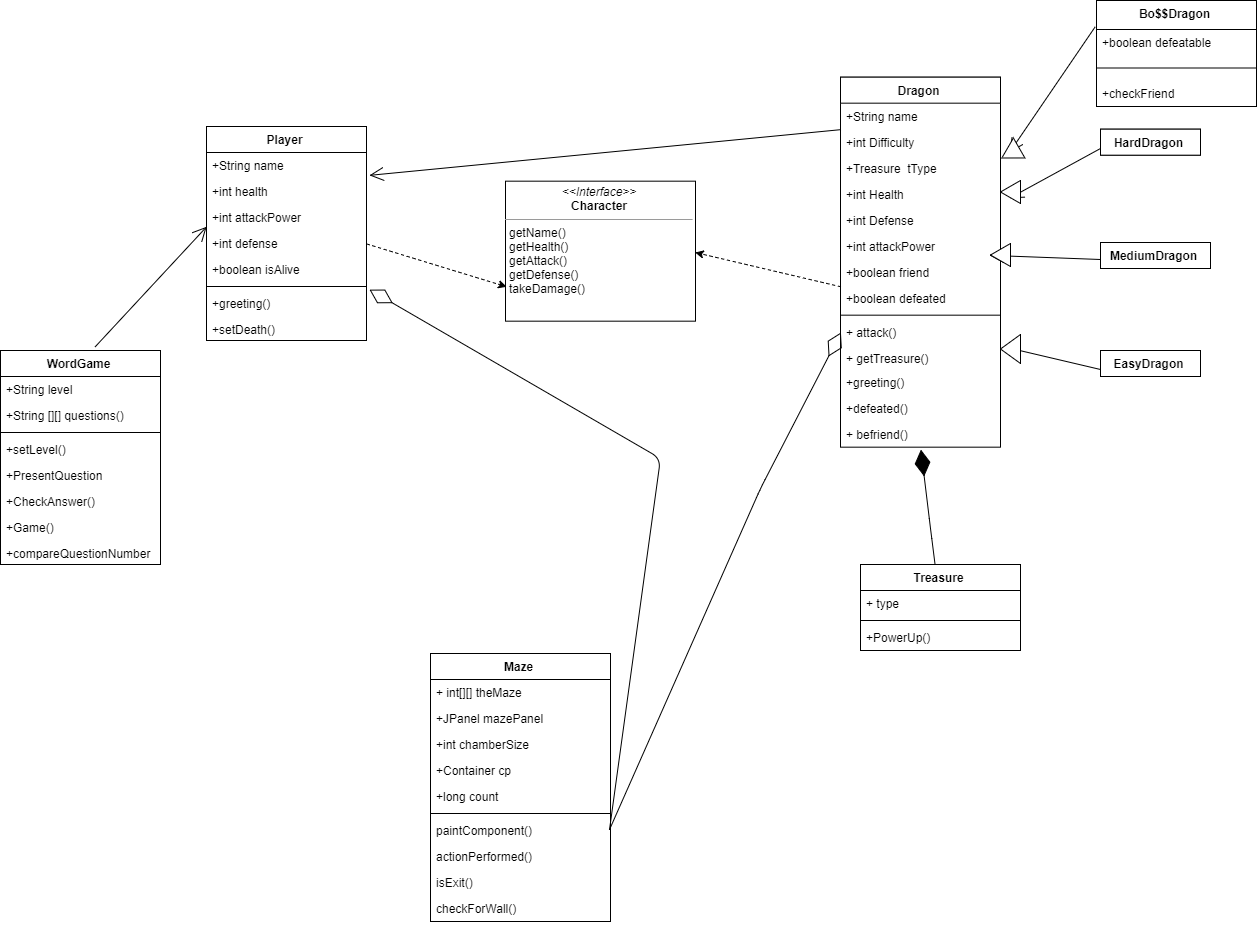 Bo$$Dragon
+boolean defeatable
+checkFriend
HardDragon
MediumDragon
EasyDragon
Dragon
+String name
+int Difficulty
+Treasure  tType
+int Health
+int Defense
+int attackPower
+boolean friend
+boolean defeated
+ attack()
+ getTreasure()
+greeting()
+defeated()
+ befriend()
Player
+String name
+int health
+int attackPower
+int defense
+boolean isAlive
+greeting()
+setDeath()
<<Interface>>
Character
getName()
getHealth()
getAttack()
getDefense()
takeDamage()
WordGame
+String level
+String [][] questions()
+setLevel()
+PresentQuestion
+CheckAnswer()
+Game()
+compareQuestionNumber
Treasure
+ type
+PowerUp()
Maze
+ int[][] theMaze
+JPanel mazePanel
+int chamberSize
+Container cp
+long count
paintComponent()
actionPerformed()
isExit()
checkForWall()